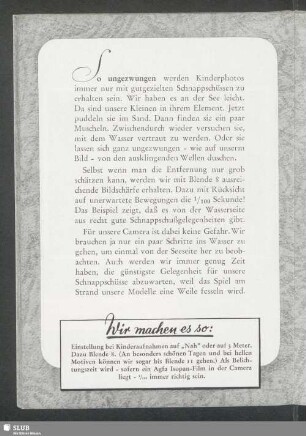 So ungezwungen werden Kinderphotos
immer nur mit gutgezielten Schnappschüssen zu
erhalten sein. Wir haben es an der See leicht.
Da sind unsere Kleinen in ihrem Element. Jetzt
puddeln sie im Sand. Dann finden sie ein paar
Muscheln. Zwischendurch wieder versuchen sie,
mit dem Wasser vertraut zu werden. Oder sie
lassen sich ganz ungezwungen - wie auf unserm
Bild - von den ausklingenden Wellen duschen.
Selbst wenn man die Entfernung nur grob
schätzen kann, werden wir mit Blende 8 ausrei-
chende Bildschärfe erhalten. Dazu mit Rücksicht
auf unerwartete Bewegungen die 1/100 Sekunde!
Das Beispiel zeigt, daß es von der Wasserseite
aus recht gute Schnappschußgelegenheiten gibt.
Für unsere Camera ist dabei keine Gefahr. Wir
brauchen ja nur ein paar Schritte ins Wasser zu
gehen, um einmal von der Seeseite her zu beob-
achten. Auch werden wir immer genug Zeit
haben, die günstigste Gelegenheit für unsere
Schnappschüsse abzuwarten, weil das Spiel am
Strand unsere Modelle eine Weile fesseln wird.
Wir machen es so:
Einstellung bei Kinderaufnahmen auf „Nah" oder auf 3 Meter.
Dazu Blende 8. (An besonders schönen Tagen und bei hellen
Motiven können wir sogar bis Blende 11 gehen.) Als Belich-
tungszeit wird - sofern ein Agfa Isopan-Film in der Camera
liegt - immer richtig sein.
SLUB